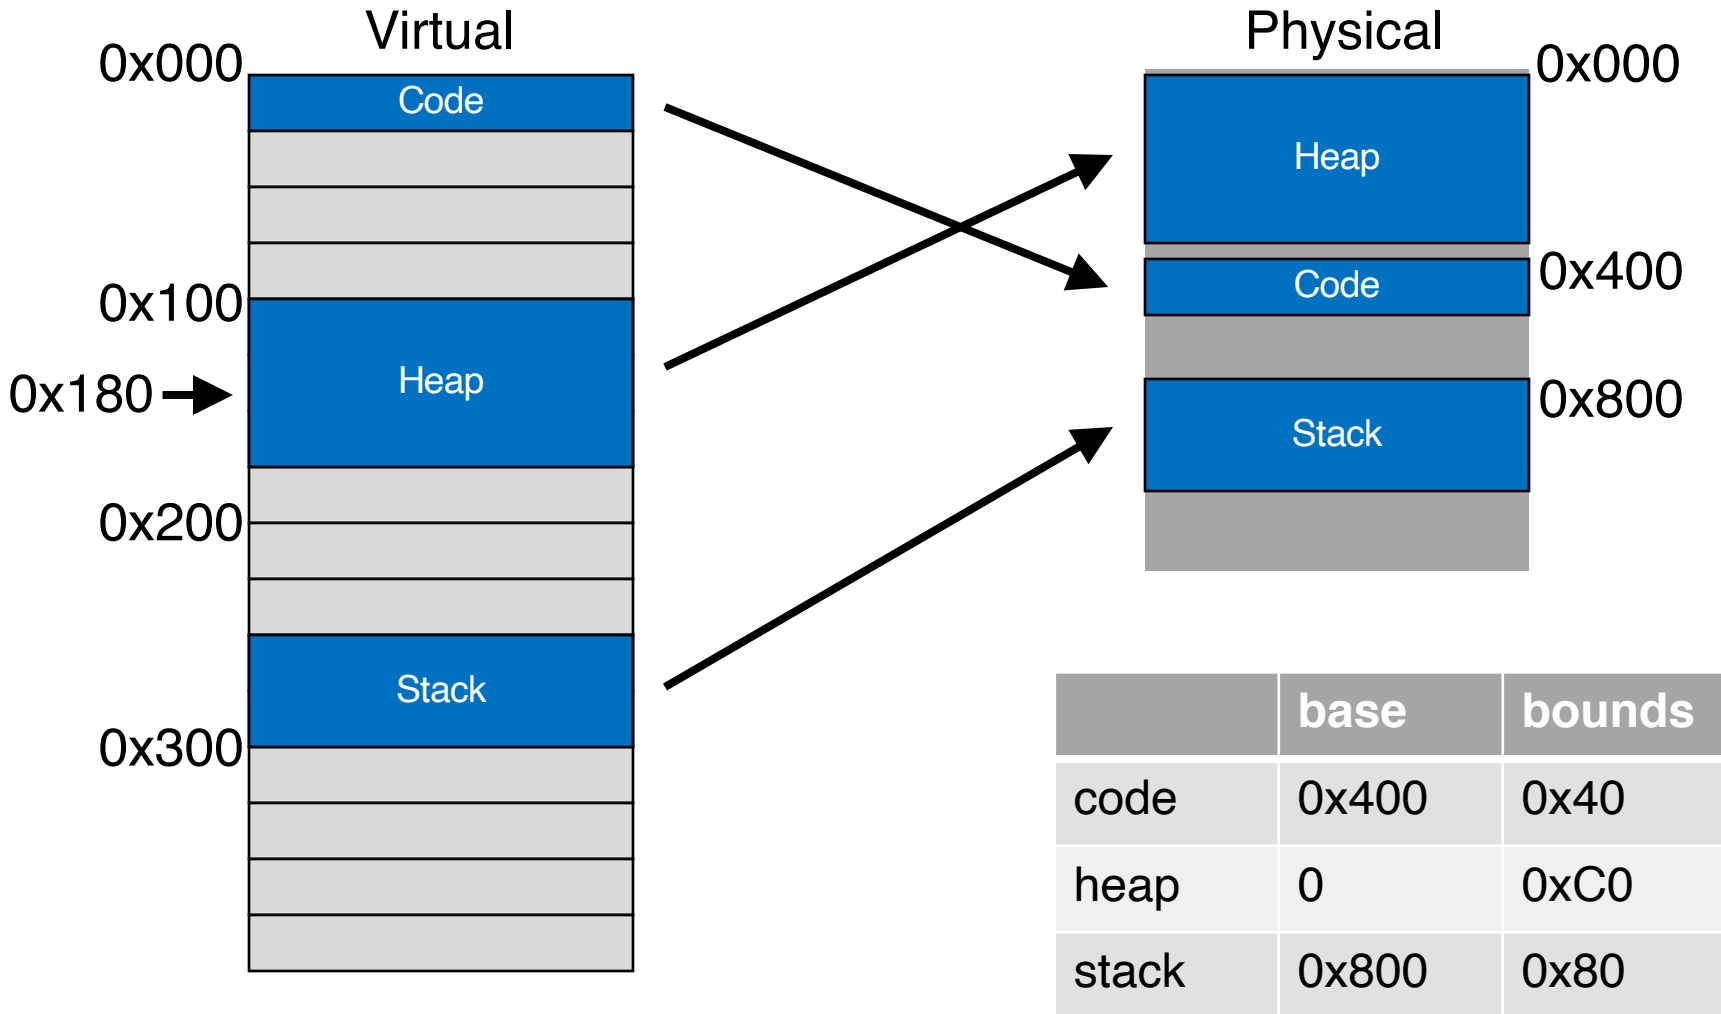 Virtual
Physical
0x000
0x000
Code
Heap
0x400
Code
0x100
Heap
0x180
0x800
Stack
0x200
Stack
0x300
base bounds
code 0x400 0x40
heap 0 0xC0
stack 0x800 0x80